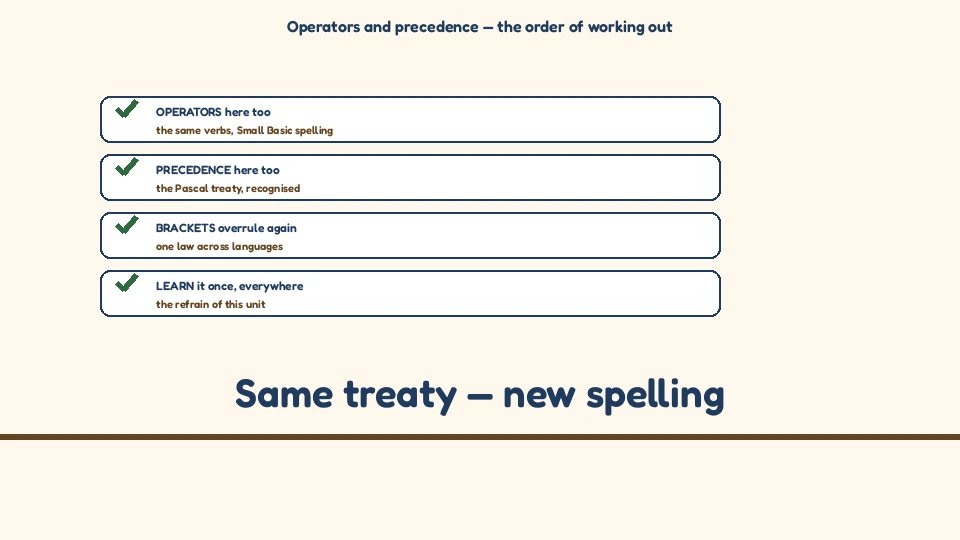 Operators and precedence — the order of working out
OPERATORS here too
the same verbs, Small Basic spelling
PRECEDENCE here too
the Pascal treaty, recognised
BRACKETS overrule again
one law across languages
LEARN it once, everywhere
the refrain of this unit
Same treaty — new spelling